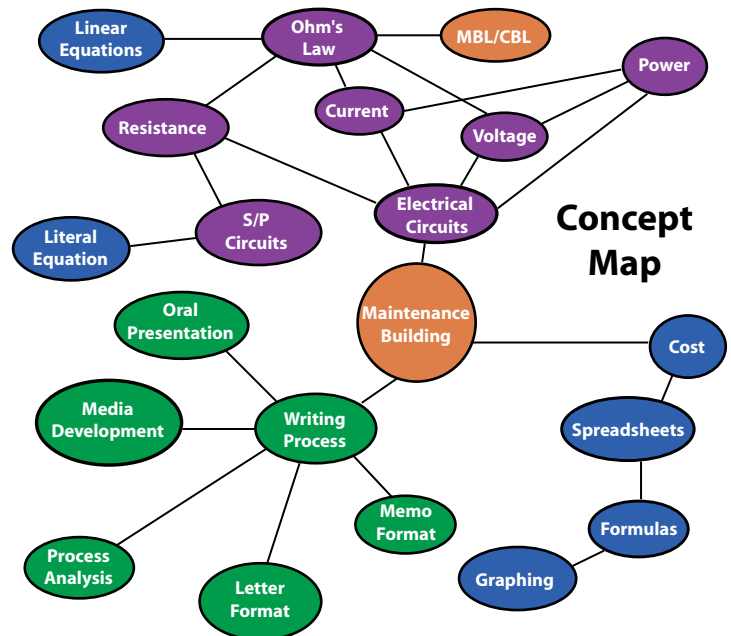 Linear
Equations
Ohm's
Law
MBL/CBL
Power
Current
Resistance
Voltage
Electrical
Circuits
S/P
Circuits
Literal
Equation
Concept
Map
Maintenance
Building
Oral
Presentation
Cost
Media
Development
Writing
Process
Spreadsheets
Memo
Format
Formulas
Process
Analysis
Graphing
Letter
Format